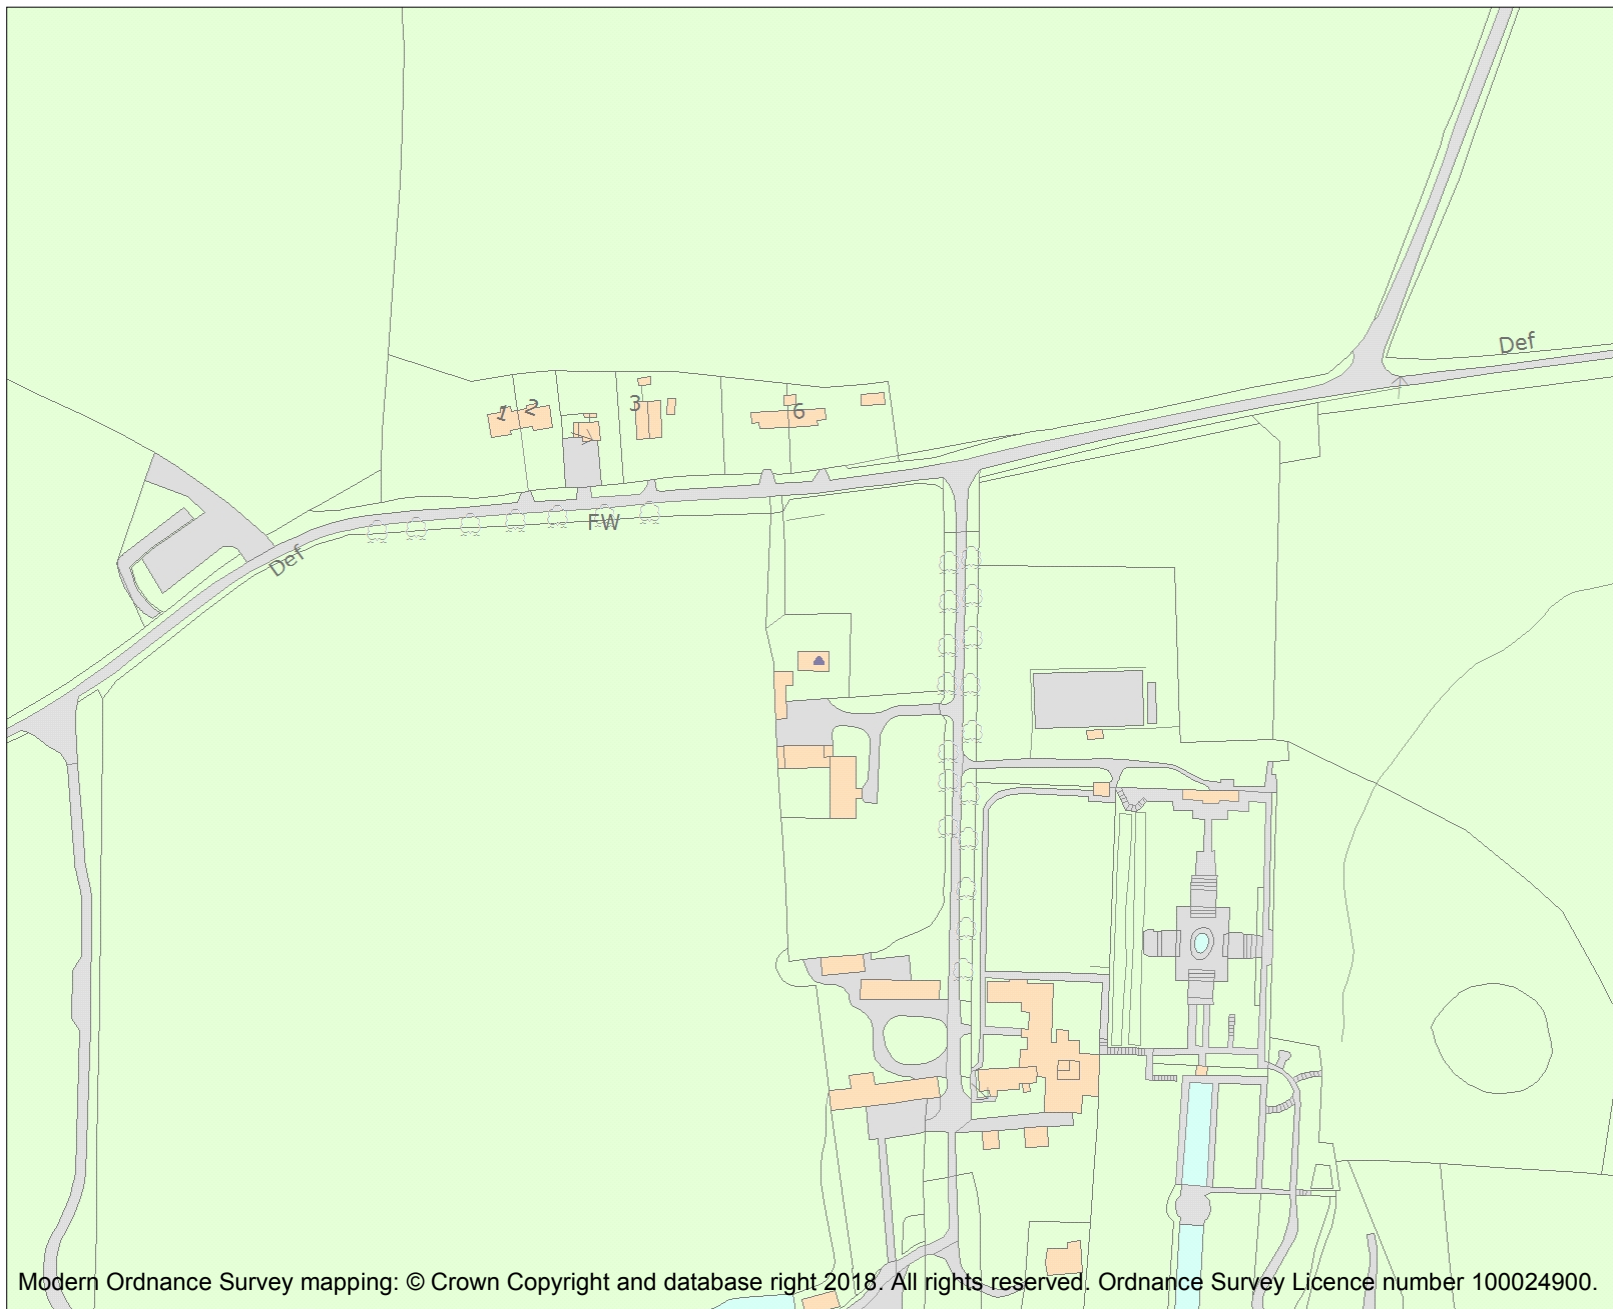 Def
1
2
3
6
FW
Def
Modern Ordnance Survey mapping: © Crown Copyright and database right 2018. All rights reserved. Ordnance Survey Licence number 100024900.